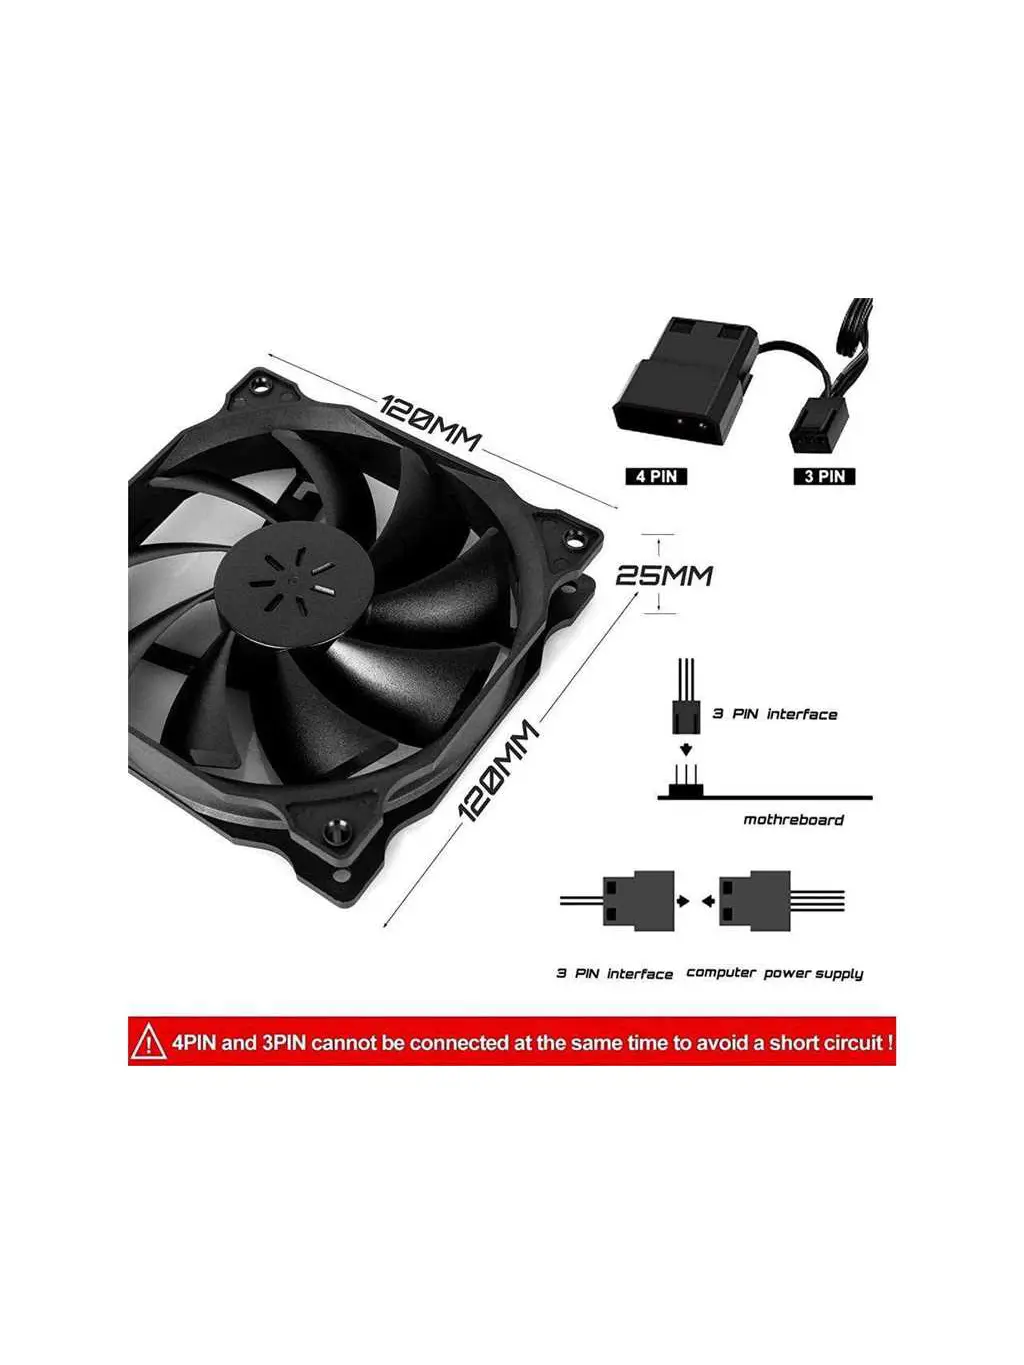 120MM
4 PIN
3 PIN
25MM
3 PIN interface
120MM
mothreboard
3 PIN interface
computer power supply
4PIN and 3PIN cannot be connected at the same time to avoid a short circuit !